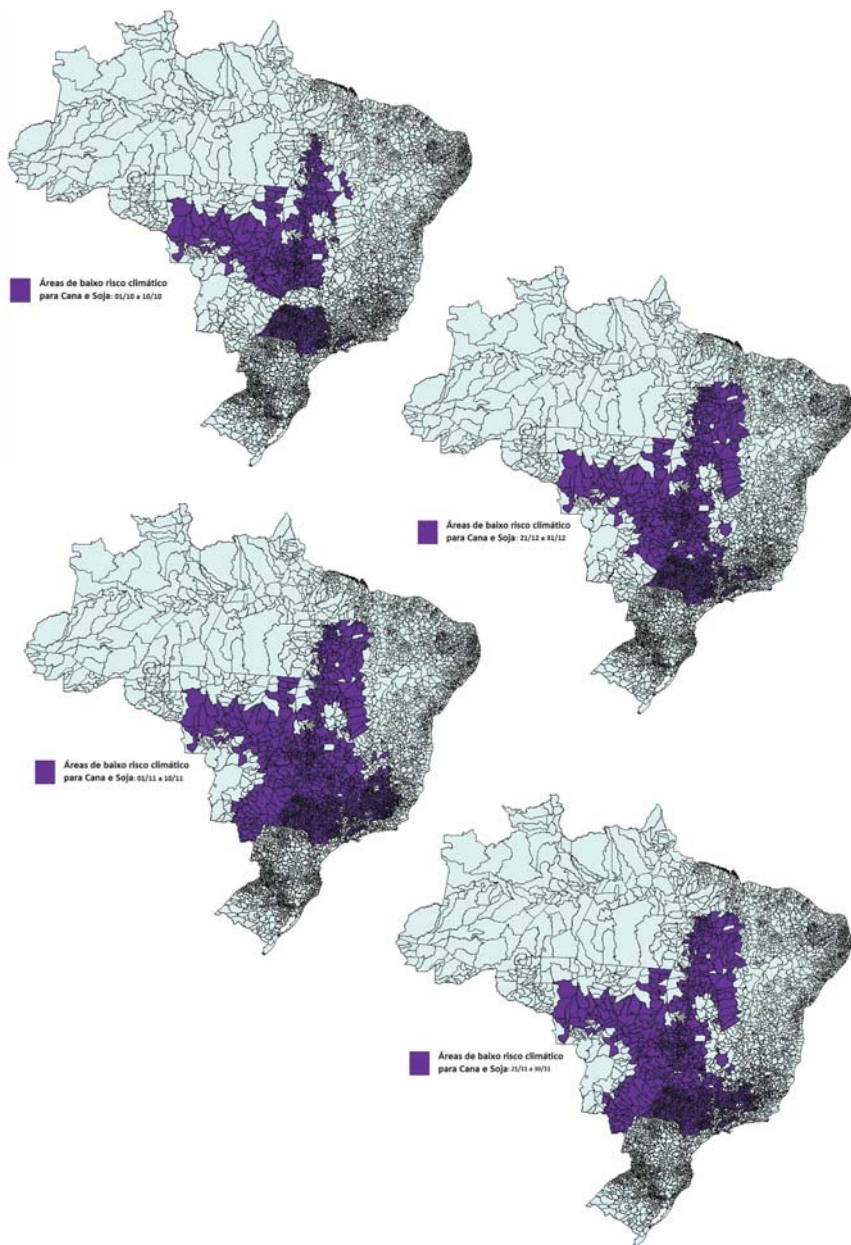 Áreas de baixo risco climático
para Cana e Soja: 01/10 a 10/10
Áreas de baixo risco climático
para Cana e Soja: 21/12 a 31/12
Áreas de baixo risco climático
para Cana e Soja: 01/11 a 10/11
Áreas de baixo risco climático
para Cana e Soja: 21/11 a 30/11